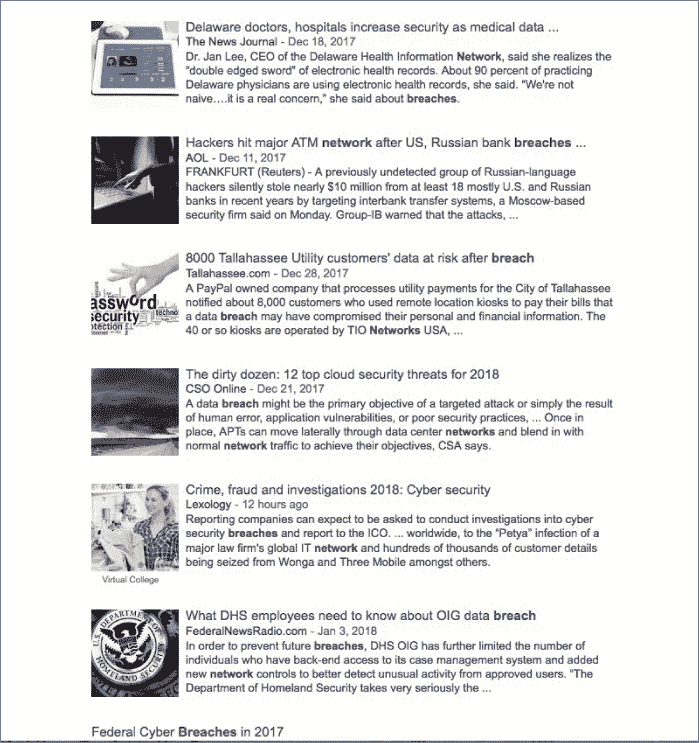 Delaware doctors, hospitals increase security as medical data ...
The News Journal - Dec 18, 2017
Dr. Jan Lee, CEO of the Delaware Health Information Network, said she realizes the
"double edged sword" of electronic health records. About 90 percent of practicing
Delaware physicians are using electronic health records, she said. "We're not
naive….it is a real concern," she said about breaches.
Hackers hit major ATM network after US, Russian bank breaches ...
AOL - Dec 11, 2017
FRANKFURT (Reuters) - A previously undetected group of Russian-language
hackers silently stole nearly $10 million from at least 18 mostly U.S. and Russian
banks in recent years by targeting interbank transfer systems, a Moscow-based
security firm said on Monday. Group-IB warned that the attacks, ...
8000 Tallahassee Utility customers' data at risk after breach
Tallahassee.com - Dec 28, 2017
A PayPal owned company that processes utility payments for the City of Tallahassee
notified about 8,000 customers who used remote location kiosks to pay their bills that
a data breach may have compromised their personal and financial information. The
40 or so kiosks are operated by TIO Networks USA, ...
assword
security
techno
otection
The dirty dozen: 12 top cloud security threats for 2018
CSO Online - Dec 21, 2017
A data breach might be the primary objective of a targeted attack or simply the result
of human error, application vulnerabilities, or poor security practices, ... Once in
place, APTs can move laterally through data center networks and blend in with
normal network traffic to achieve their objectives, CSA says.
Crime, fraud and investigations 2018: Cyber security
Lexology - 12 hours ago
Reporting companies can expect to be asked to conduct investigations into cyber
security breaches and report to the ICO. ... worldwide, to the “Petya” infection of a
major law firm's global IT network and hundreds of thousands of customer details
being seized from Wonga and Three Mobile amongst others.
Virtual College
What DHS employees need to know about OIG data breach
FederalNewsRadio.com - Jan 3, 2018
In order to prevent future breaches, DHS OIG has further limited the number of
individuals who have back-end access to its case management system and added
new network controls to better detect unusual activity from approved users. "The
Department of Homeland Security takes very seriously the ...
U.S. DEPARTMENT OF
HOMELAND SECURITY
Federal Cyber Breaches in 2017